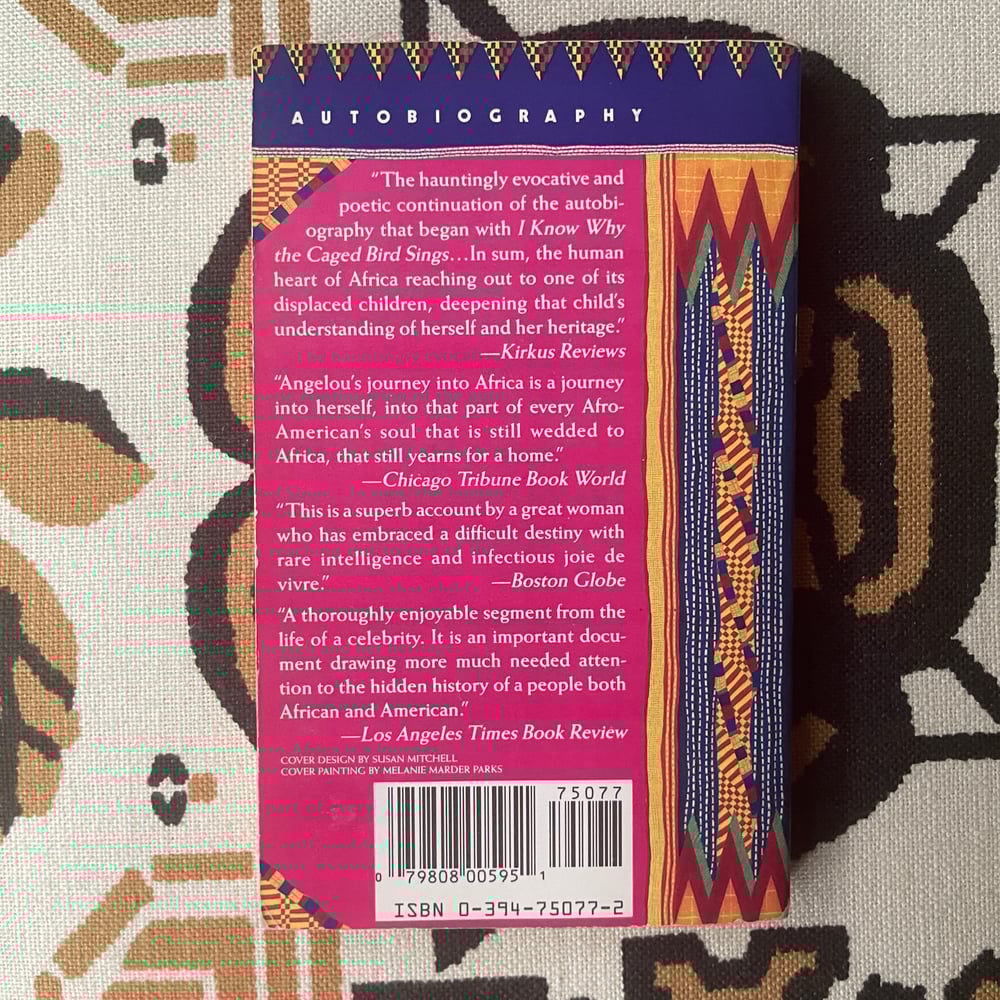 AUTOBIOGRAPHY
“The hauntingly evocative and
poetic continuation of the autobi-
ography that began with I Know Why
the Caged Bird Sings...In sum, the human
heart of Africa reaching out to one of its
displaced children, deepening that child’s
understanding of herself and her heritage.”
—Kirkus Reviews
“Angelou’s journey into Africa is a journey
into herself, into that part of every Afro-
American’s soul that is still wedded to
Africa, that still yearns for a home.”
—Chicago Tribune Book World
“This is a superb account by a great woman
who has embraced a difficult destiny with
rare intelligence and infectious joie de
vivre.” —Boston Globe
“A thoroughly enjoyable segment from the
life of a celebrity. It is an important docu-
ment drawing more much needed atten-
tion to the hidden history of a people both
African and American.”
—Los Angeles Times Book Review
COVER DESIGN BY SUSAN MITCHELL
COVER PAINTING BY MELANIE MARDER PARKS
75077
0 79808 00595 1
ISBN 0-394-75077-2